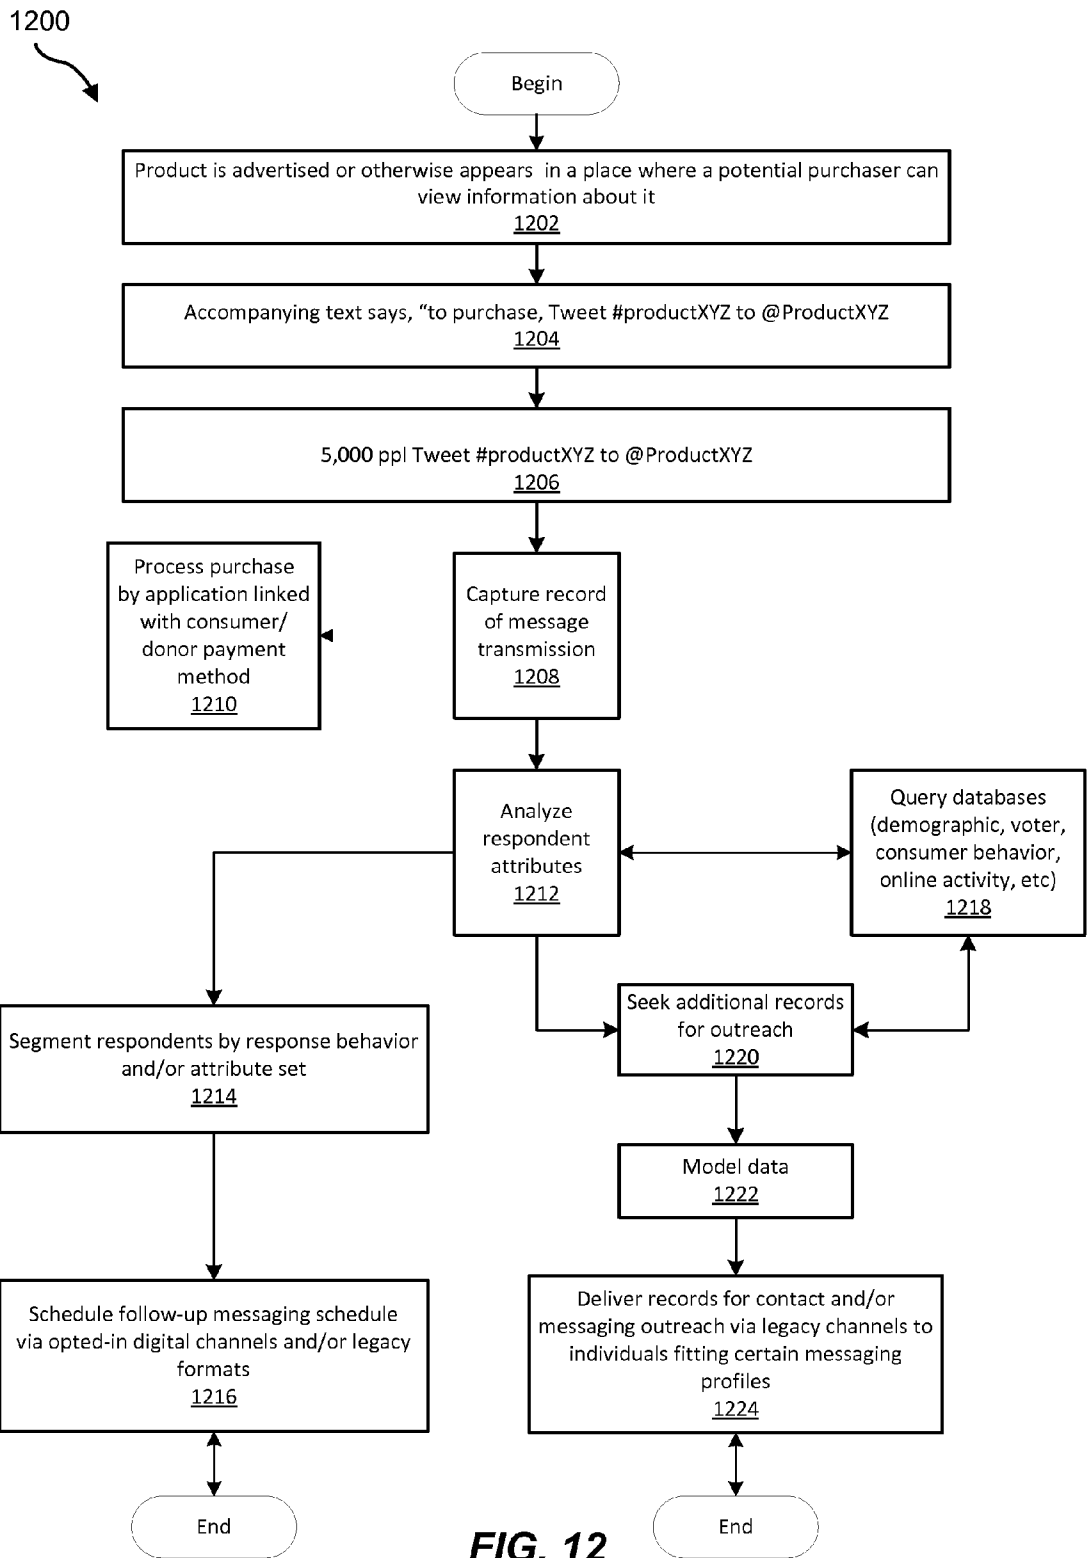 1200
Begin
Product is advertised or otherwise appears in a place where a potential purchaser can
view information about it
1202
Accompanying text says, “to purchase, Tweet #productXYZ to @ProductXYZ
1204
5,000 ppl Tweet #productXYZ to @ProductXYZ
1206
Process purchase
by application linked
with consumer/
donor payment
method
1210
Capture record
of message
transmission
1208
Analyze
respondent
attributes
1212
Query databases
(demographic, voter,
consumer behavior,
online activity, etc)
1218
Segment respondents by response behavior
and/or attribute set
1214
Seek additional records
for outreach
1220
Model data
1222
Schedule follow-up messaging schedule
via opted-in digital channels and/or legacy
formats
1216
Deliver records for contact and/or
messaging outreach via legacy channels to
individuals fitting certain messaging
profiles
1224
End
End
FIG. 12